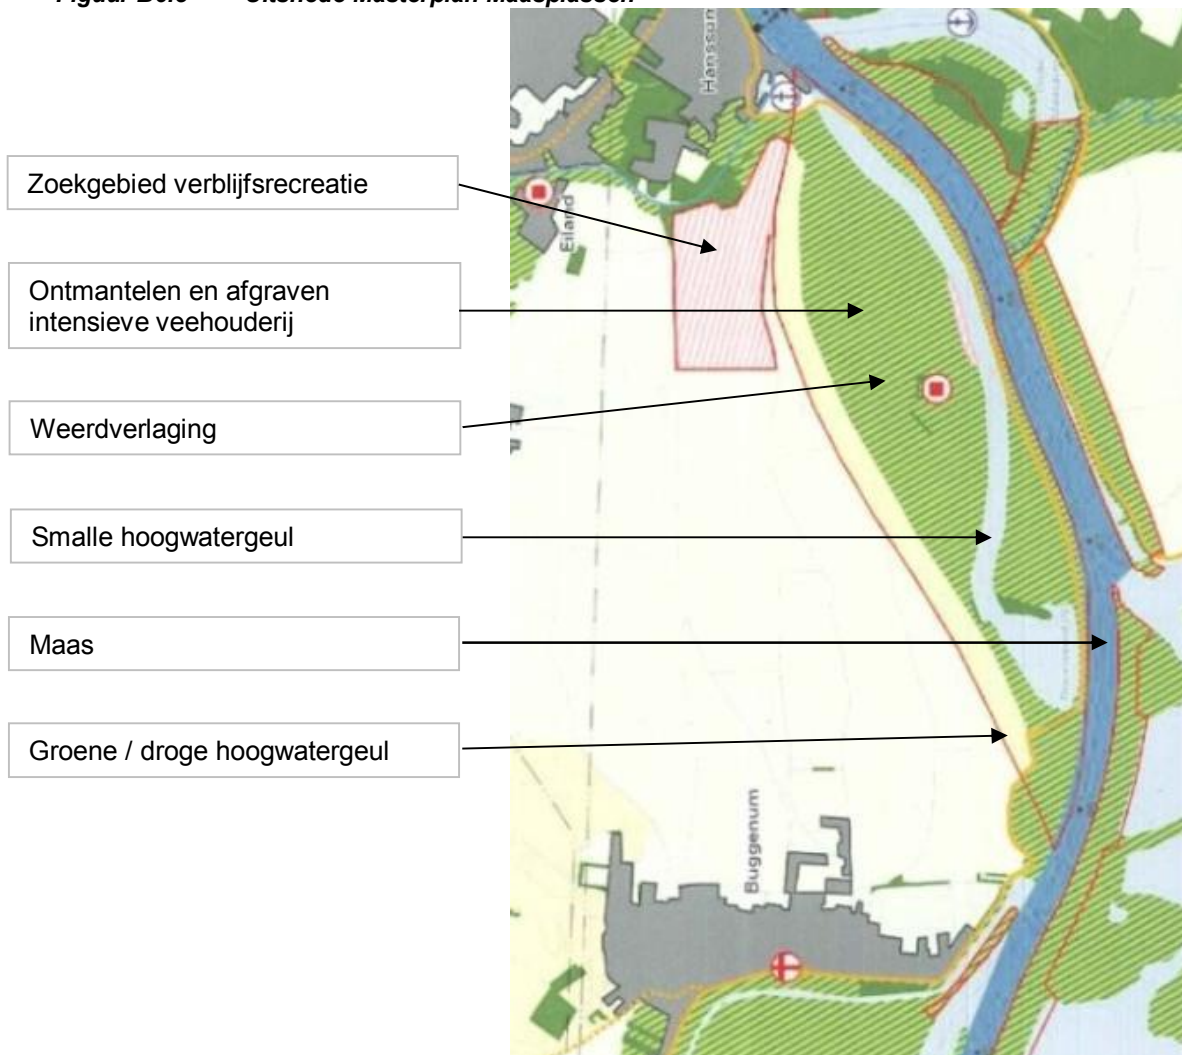 Zoekgebied verblijfsrecreatie
Ontmantelen en afgraven
intensieve veehouderij
Weerdverlaging
Smalle hoogwatergeul
Maas
Groene / droge hoogwatergeul
Hanssum
Eiland
Buggenum